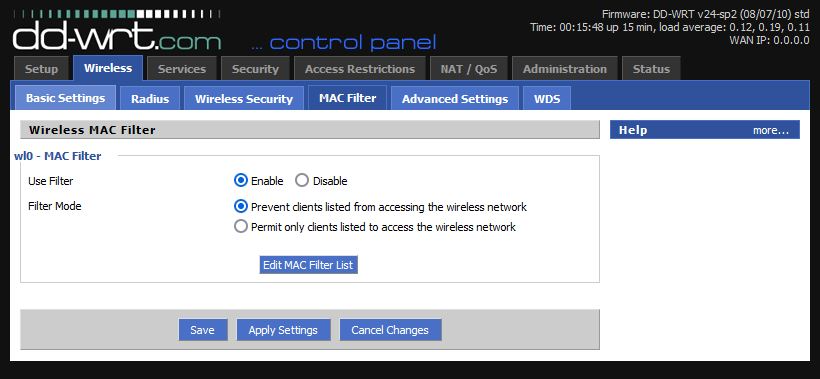 Firmware: DD-WRT v24-sp2 (08/07/10) std
Time: 00:15:48 up 15 min, load average: 0.12, 0.19, 0.11
WAN IP: 0.0.0.0
dd-wrt.com ... control panel
Setup Wireless Services Security Access Restrictions NAT / QoS Administration Status
Basic Settings Radius Wireless Security MAC Filter Advanced Settings WDS
Wireless MAC Filter
Help more...
wl0 - MAC Filter
Use Filter Enable Disable
Filter Mode Prevent clients listed from accessing the wireless network
Permit only clients listed to access the wireless network
Edit MAC Filter List
Save Apply Settings Cancel Changes